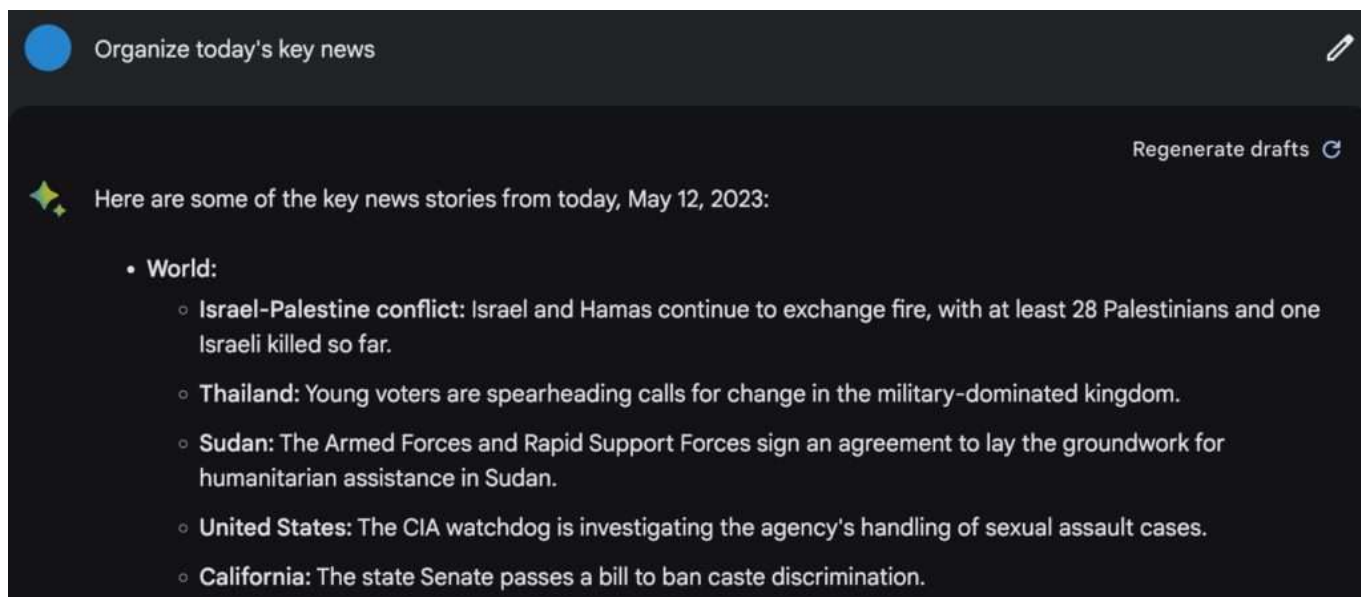 Organize today's key news
Regenerate drafts
Here are some of the key news stories from today, May 12, 2023:
• World:
◦ Israel-Palestine conflict: Israel and Hamas continue to exchange fire, with at least 28 Palestinians and one
Israeli killed so far.
◦ Thailand: Young voters are spearheading calls for change in the military-dominated kingdom.
◦ Sudan: The Armed Forces and Rapid Support Forces sign an agreement to lay the groundwork for
humanitarian assistance in Sudan.
◦ United States: The CIA watchdog is investigating the agency's handling of sexual assault cases.
◦ California: The state Senate passes a bill to ban caste discrimination.